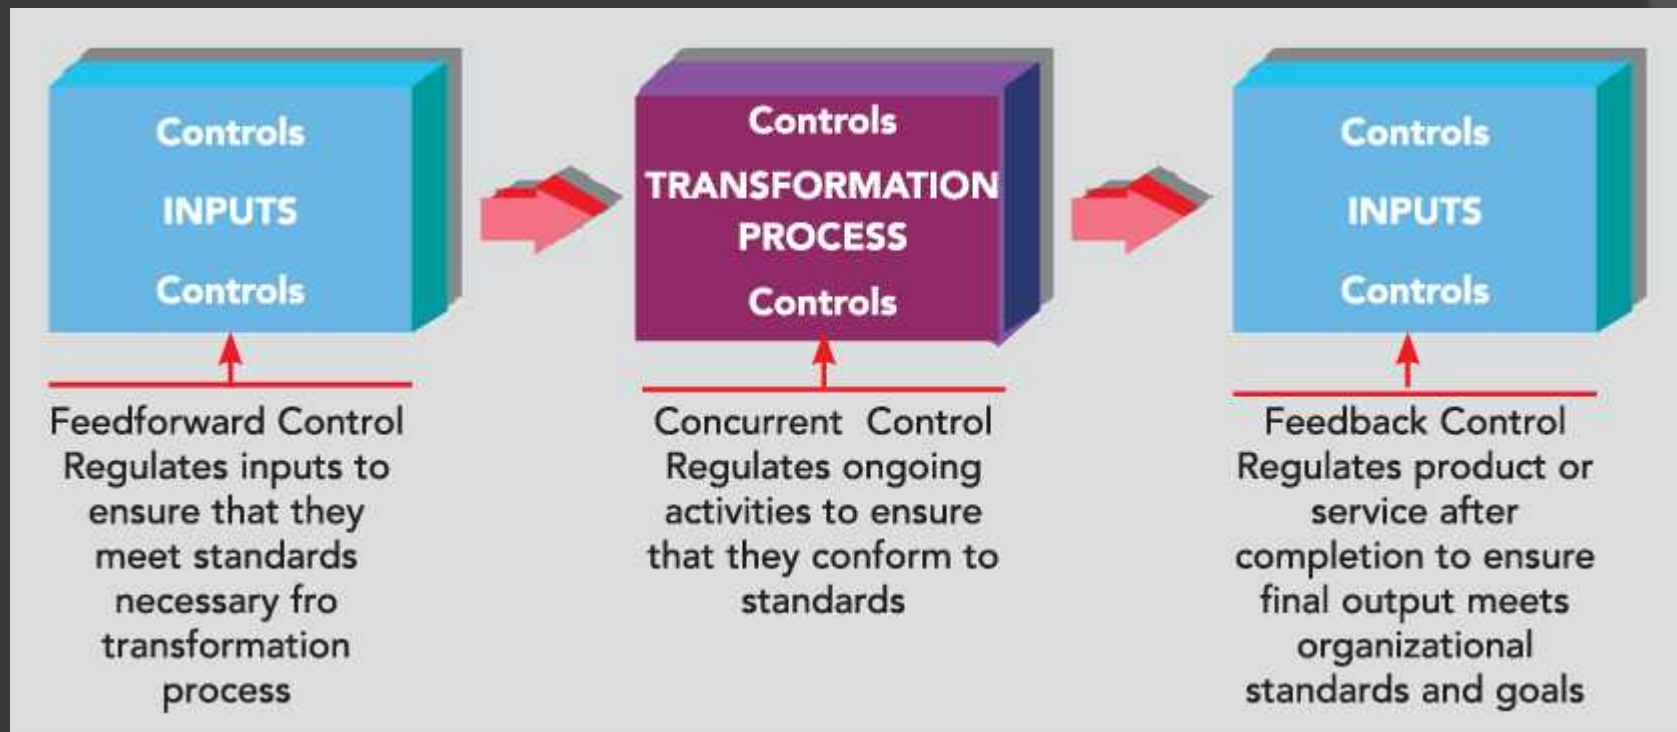 Controls
INPUTS
Controls
Controls
TRANSFORMATION
PROCESS
Controls
Controls
INPUTS
Controls
Feedforward Control
Regulates inputs to
ensure that they
meet standards
necessary fro
transformation
process
Concurrent Control
Regulates ongoing
activities to ensure
that they conform to
standards
Feedback Control
Regulates product or
service after
completion to ensure
final output meets
organizational
standards and goals